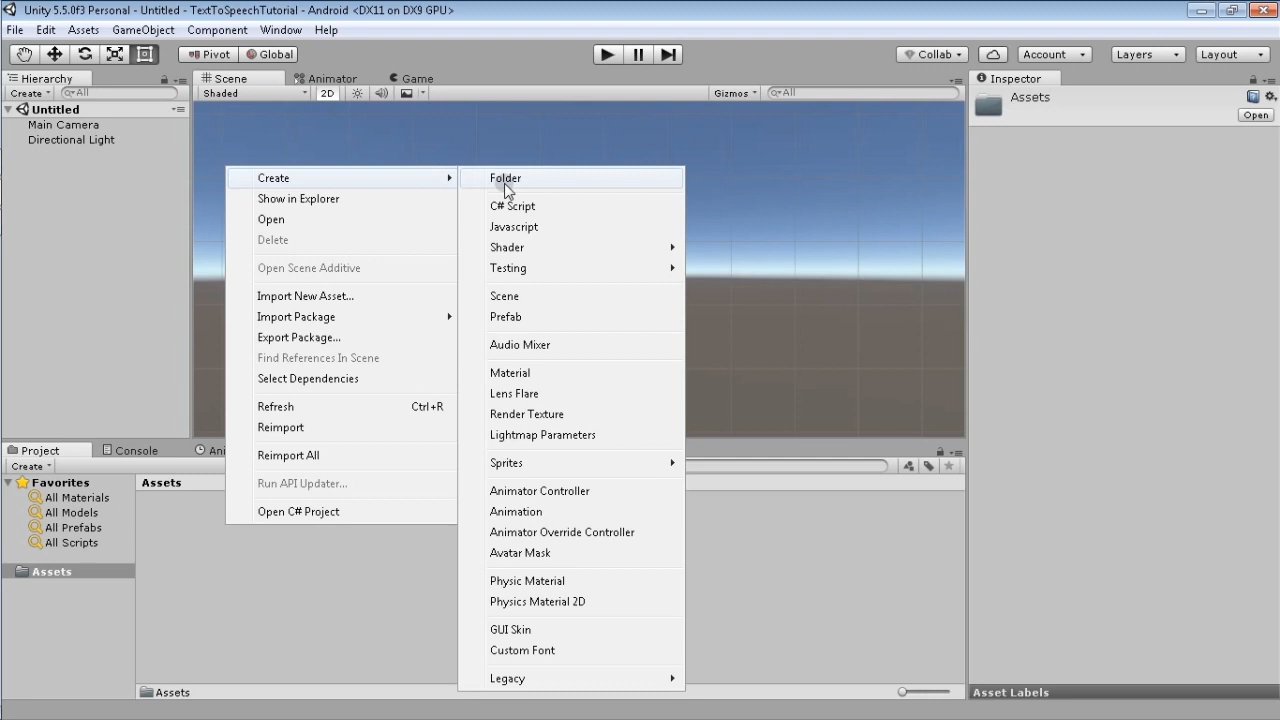 Unity 5.5.0f3 Personal - Untitled - TextToSpeechTutorial - Android <DX11 on DX9 GPU>
File Edit Assets GameObject Component Window Help
Pivot Global Collab Account Layers Layout
Hierarchy Scene Animator Game Inspector
Create All Shaded 2D Gizmos All
Assets
Open
Untitled
Main Camera
Directional Light
Create
Show in Explorer
Open
Delete
Open Scene Additive
Import New Asset...
Import Package
Export Package...
Find References In Scene
Select Dependencies
Refresh Ctrl+R
Reimport
Reimport All
Run API Updater...
Open C# Project
Folder
C# Script
Javascript
Shader
Testing
Scene
Prefab
Audio Mixer
Material
Lens Flare
Render Texture
Lightmap Parameters
Sprites
Animator Controller
Animation
Animator Override Controller
Avatar Mask
Physic Material
Physics Material 2D
GUI Skin
Custom Font
Legacy
Project Console Ani
Create
Favorites
All Materials
All Models
All Prefabs
All Scripts
Assets
Assets
Assets
Asset Labels